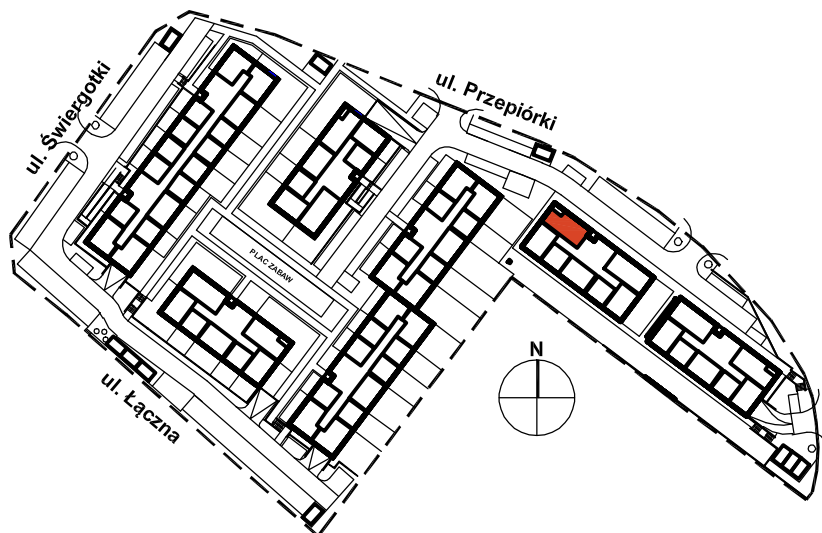 ul. Świergotki
ul. Przepiórki
PLAC ZABAW
N
ul. Łączna